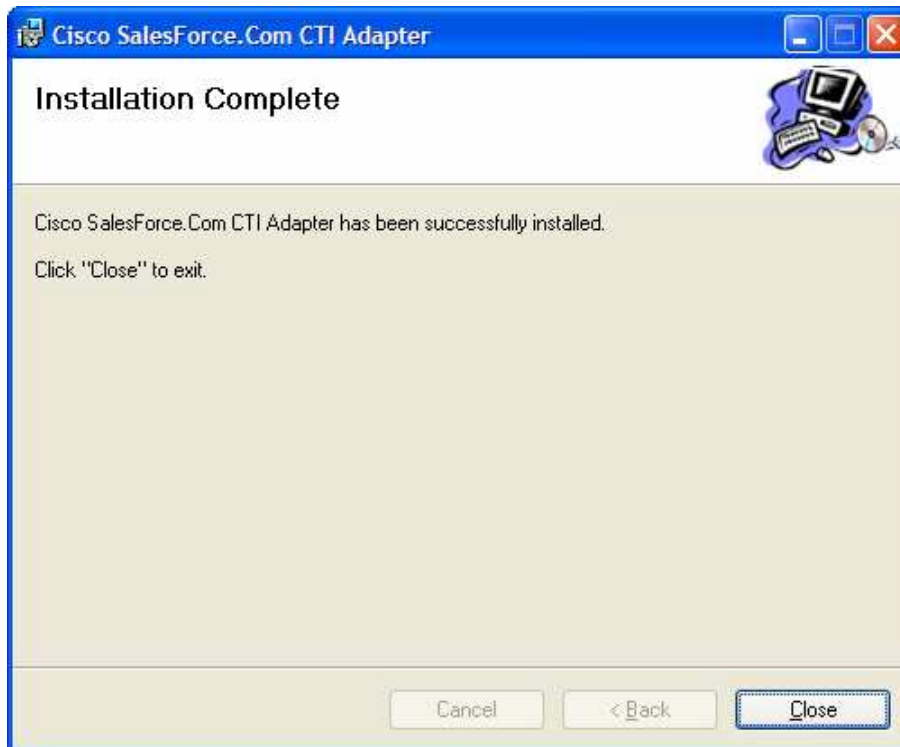 Cisco SalesForce.Com CTI Adapter
Installation Complete
Cisco SalesForce.Com CTI Adapter has been successfully installed.
Click "Close" to exit.
Cancel
< Back
Close